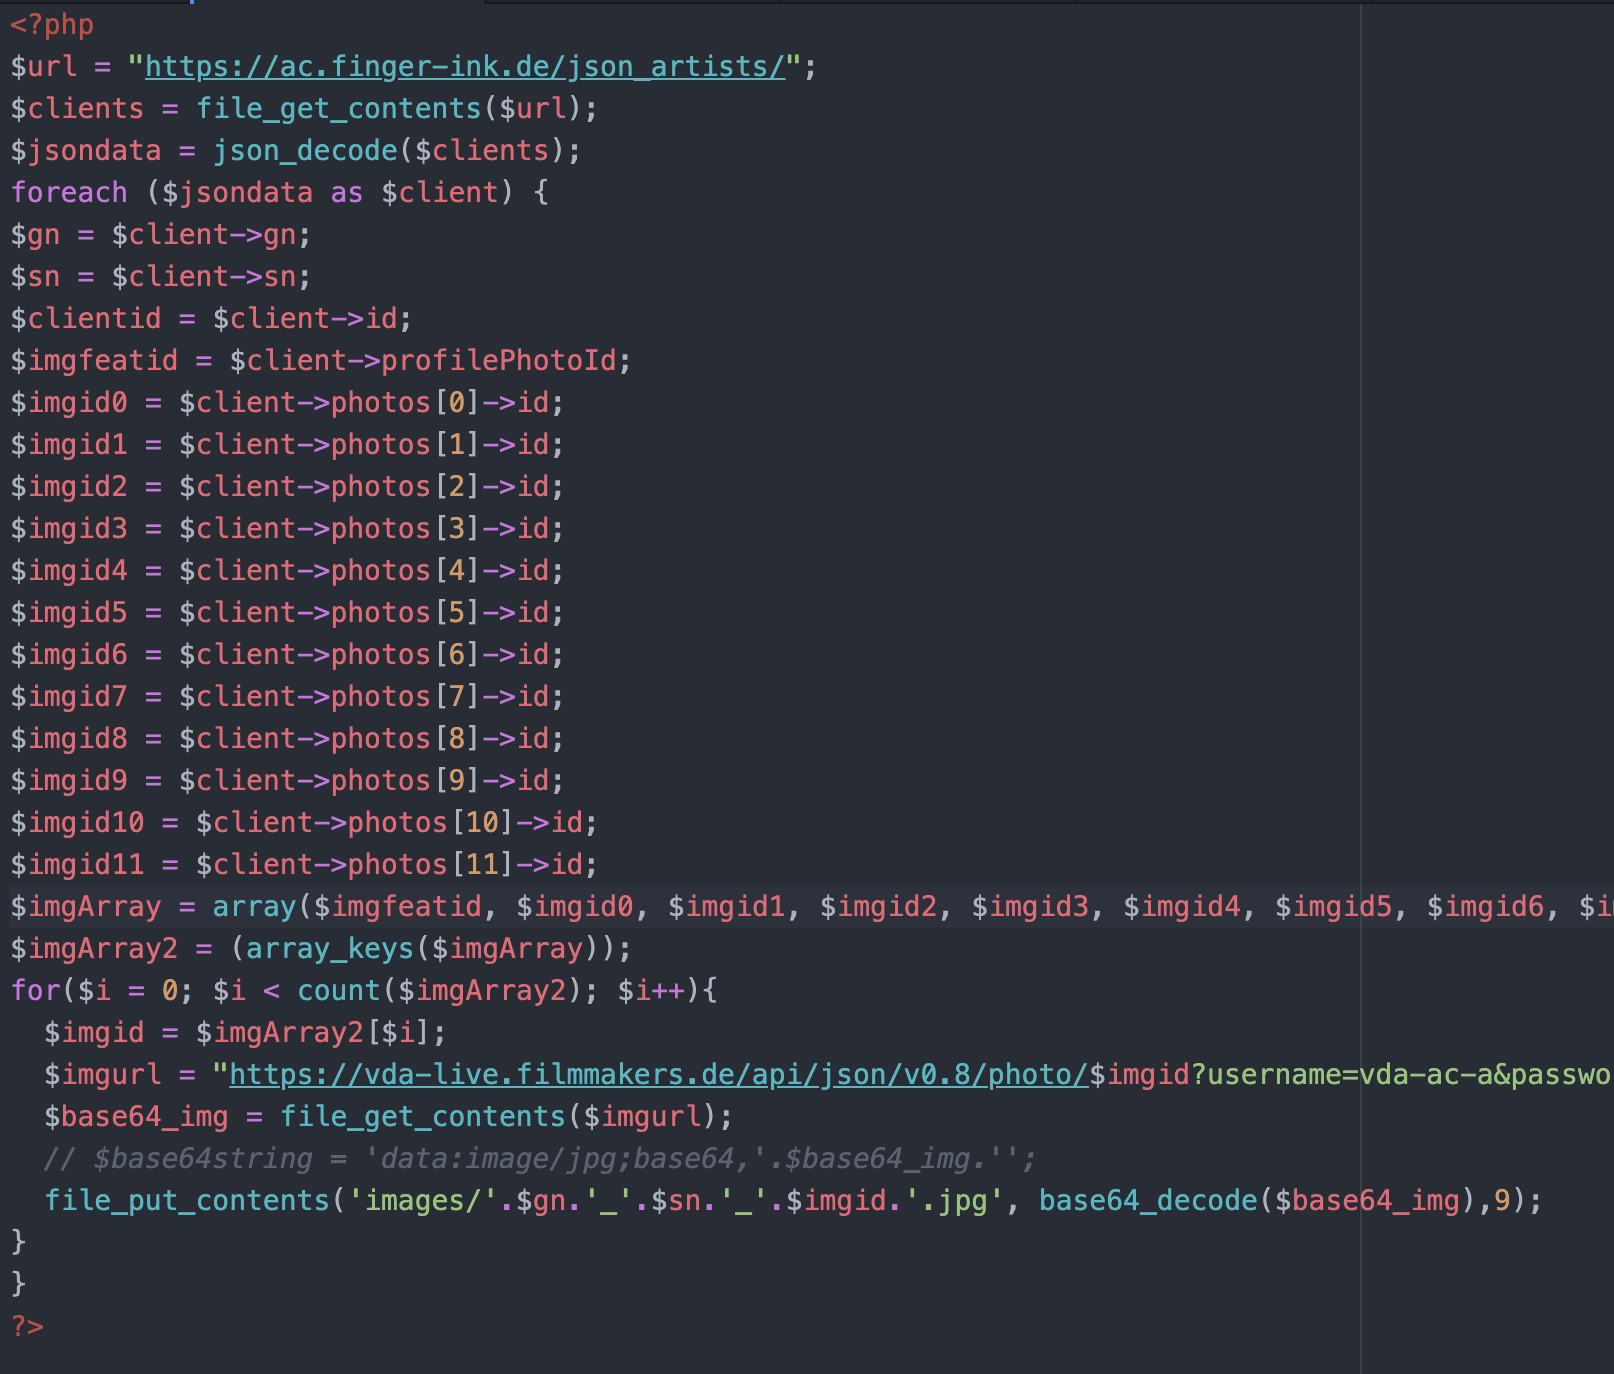 <?php
$url = "https://ac.finger-ink.de/json_artists/";
$clients = file_get_contents($url);
$jsondata = json_decode($clients);
foreach ($jsondata as $client) {
$gn = $client->gn;
$sn = $client->sn;
$clientid = $client->id;
$imgfeatid = $client->profilePhotoId;
$imgid0 = $client->photos[0]->id;
$imgid1 = $client->photos[1]->id;
$imgid2 = $client->photos[2]->id;
$imgid3 = $client->photos[3]->id;
$imgid4 = $client->photos[4]->id;
$imgid5 = $client->photos[5]->id;
$imgid6 = $client->photos[6]->id;
$imgid7 = $client->photos[7]->id;
$imgid8 = $client->photos[8]->id;
$imgid9 = $client->photos[9]->id;
$imgid10 = $client->photos[10]->id;
$imgid11 = $client->photos[11]->id;
$imgArray = array($imgfeatid, $imgid0, $imgid1, $imgid2, $imgid3, $imgid4, $imgid5, $imgid6, $i
$imgArray2 = (array_keys($imgArray));
for($i = 0; $i < count($imgArray2); $i++){
  $imgid = $imgArray2[$i];
  $imgurl = "https://vda-live.filmmakers.de/api/json/v0.8/photo/$imgid?username=vda-ac-a&passwo
  $base64_img = file_get_contents($imgurl);
  // $base64string = 'data:image/jpg;base64,'.$base64_img.'';
  file_put_contents('images/'.$gn.'_'.$sn.'_'.$imgid.'.jpg', base64_decode($base64_img),9);
}
}
?>